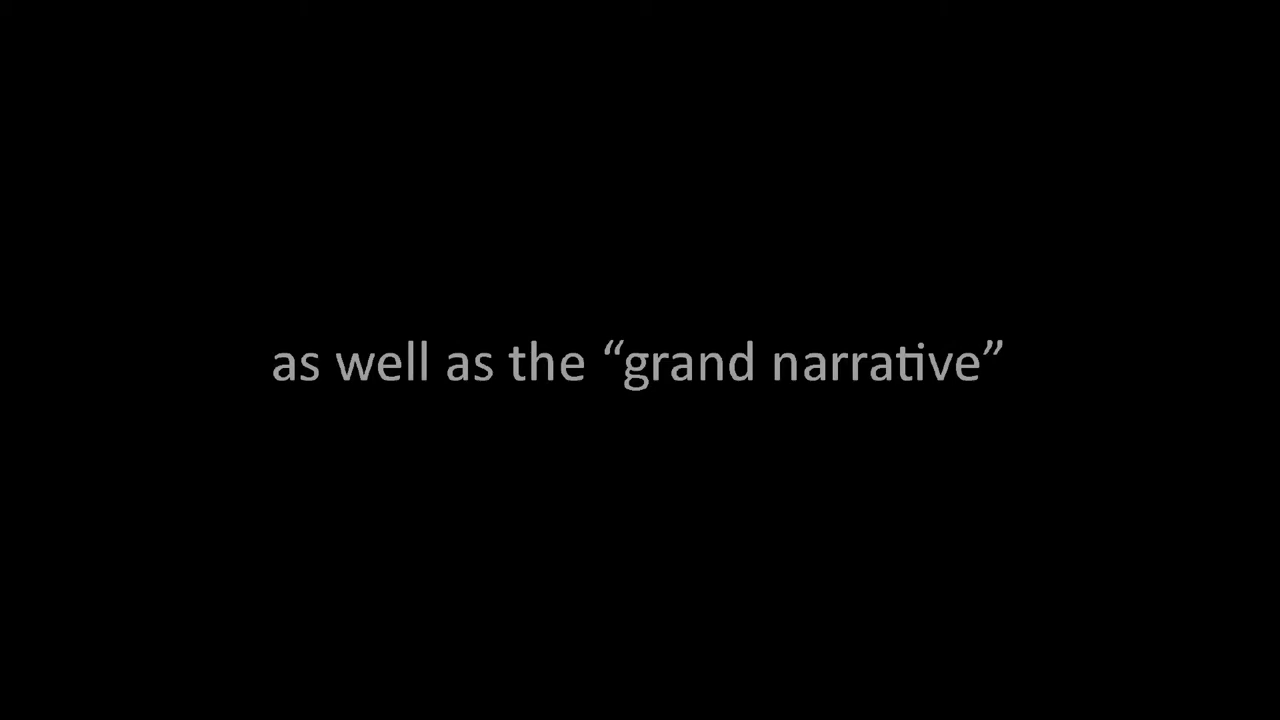 as well as the “grand narrative”